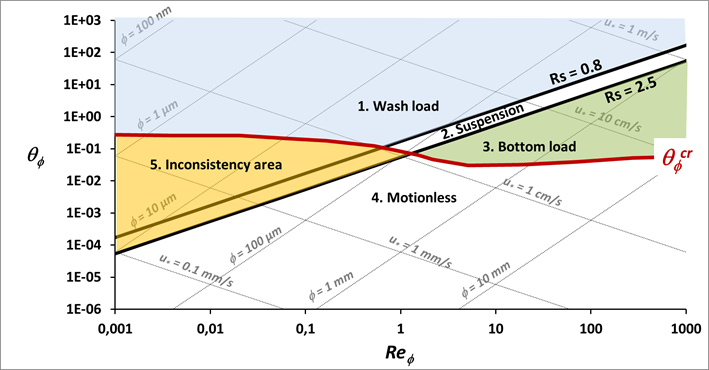 1E+03
1E+02
1E+01
1E+00
1E-01
1E-02
1E-03
1E-04
1E-05
1E-06
θϕ
ϕ = 100 nm
ϕ = 1 µm
ϕ = 10 µm
ϕ = 100 µm
ϕ = 1 mm
ϕ = 10 mm
u* = 1 m/s
u* = 10 cm/s
u* = 1 cm/s
u* = 1 mm/s
u* = 0.1 mm/s
Rs = 0.8
Rs = 2.5
1. Wash load
2. Suspension
3. Bottom load
4. Motionless
5. Inconsistency area
θϕcr
0,001
0,01
0,1
1
10
100
1000
Reϕ